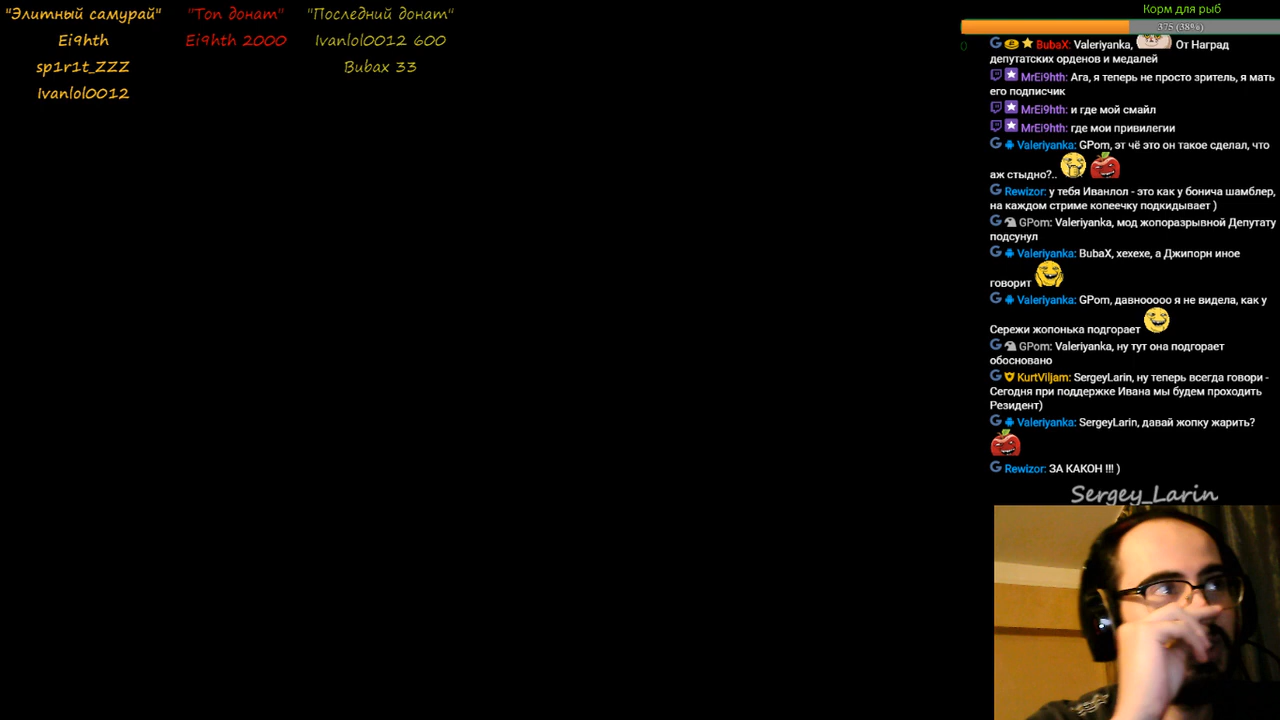 "Элитный самурай"
Ei9hth
sp1r1t_ZZZ
Ivanlol0012
"Топ донат"
Ei9hth 2000
"Последний донат"
Ivanlol0012 600
Bubax 33
Корм для рыб
375 (38%)
0
BubaX: Valeriyanka, От Наград
депутатских орденов и медалей
MrEi9hth: Ага, я теперь не просто зритель, я мать
его подписчик
MrEi9hth: и где мой смайл
MrEi9hth: где мои привилегии
Valeriyanka: GPom, эт чё это он такое сделал, что
аж стыдно?..
Rewizor: у тебя Иванлол - это как у бонича шамблер,
на каждом стриме копеечку подкидывает )
GPom: Valeriyanka, мод жопоразрывной Депутату
подсунул
Valeriyanka: BubaX, хехехе, а Джипорн иное
говорит
Valeriyanka: GPom, давнооооо я не видела, как у
Сережи жопонька подгорает
GPom: Valeriyanka, ну тут она подгорает
обосновано
KurtViljam: SergeyLarin, ну теперь всегда говори -
Сегодня при поддержке Ивана мы будем проходить
Резидент)
Valeriyanka: SergeyLarin, давай жопку жарить?
Rewizor: ЗА КАКОН !!! )
Sergey_Larin